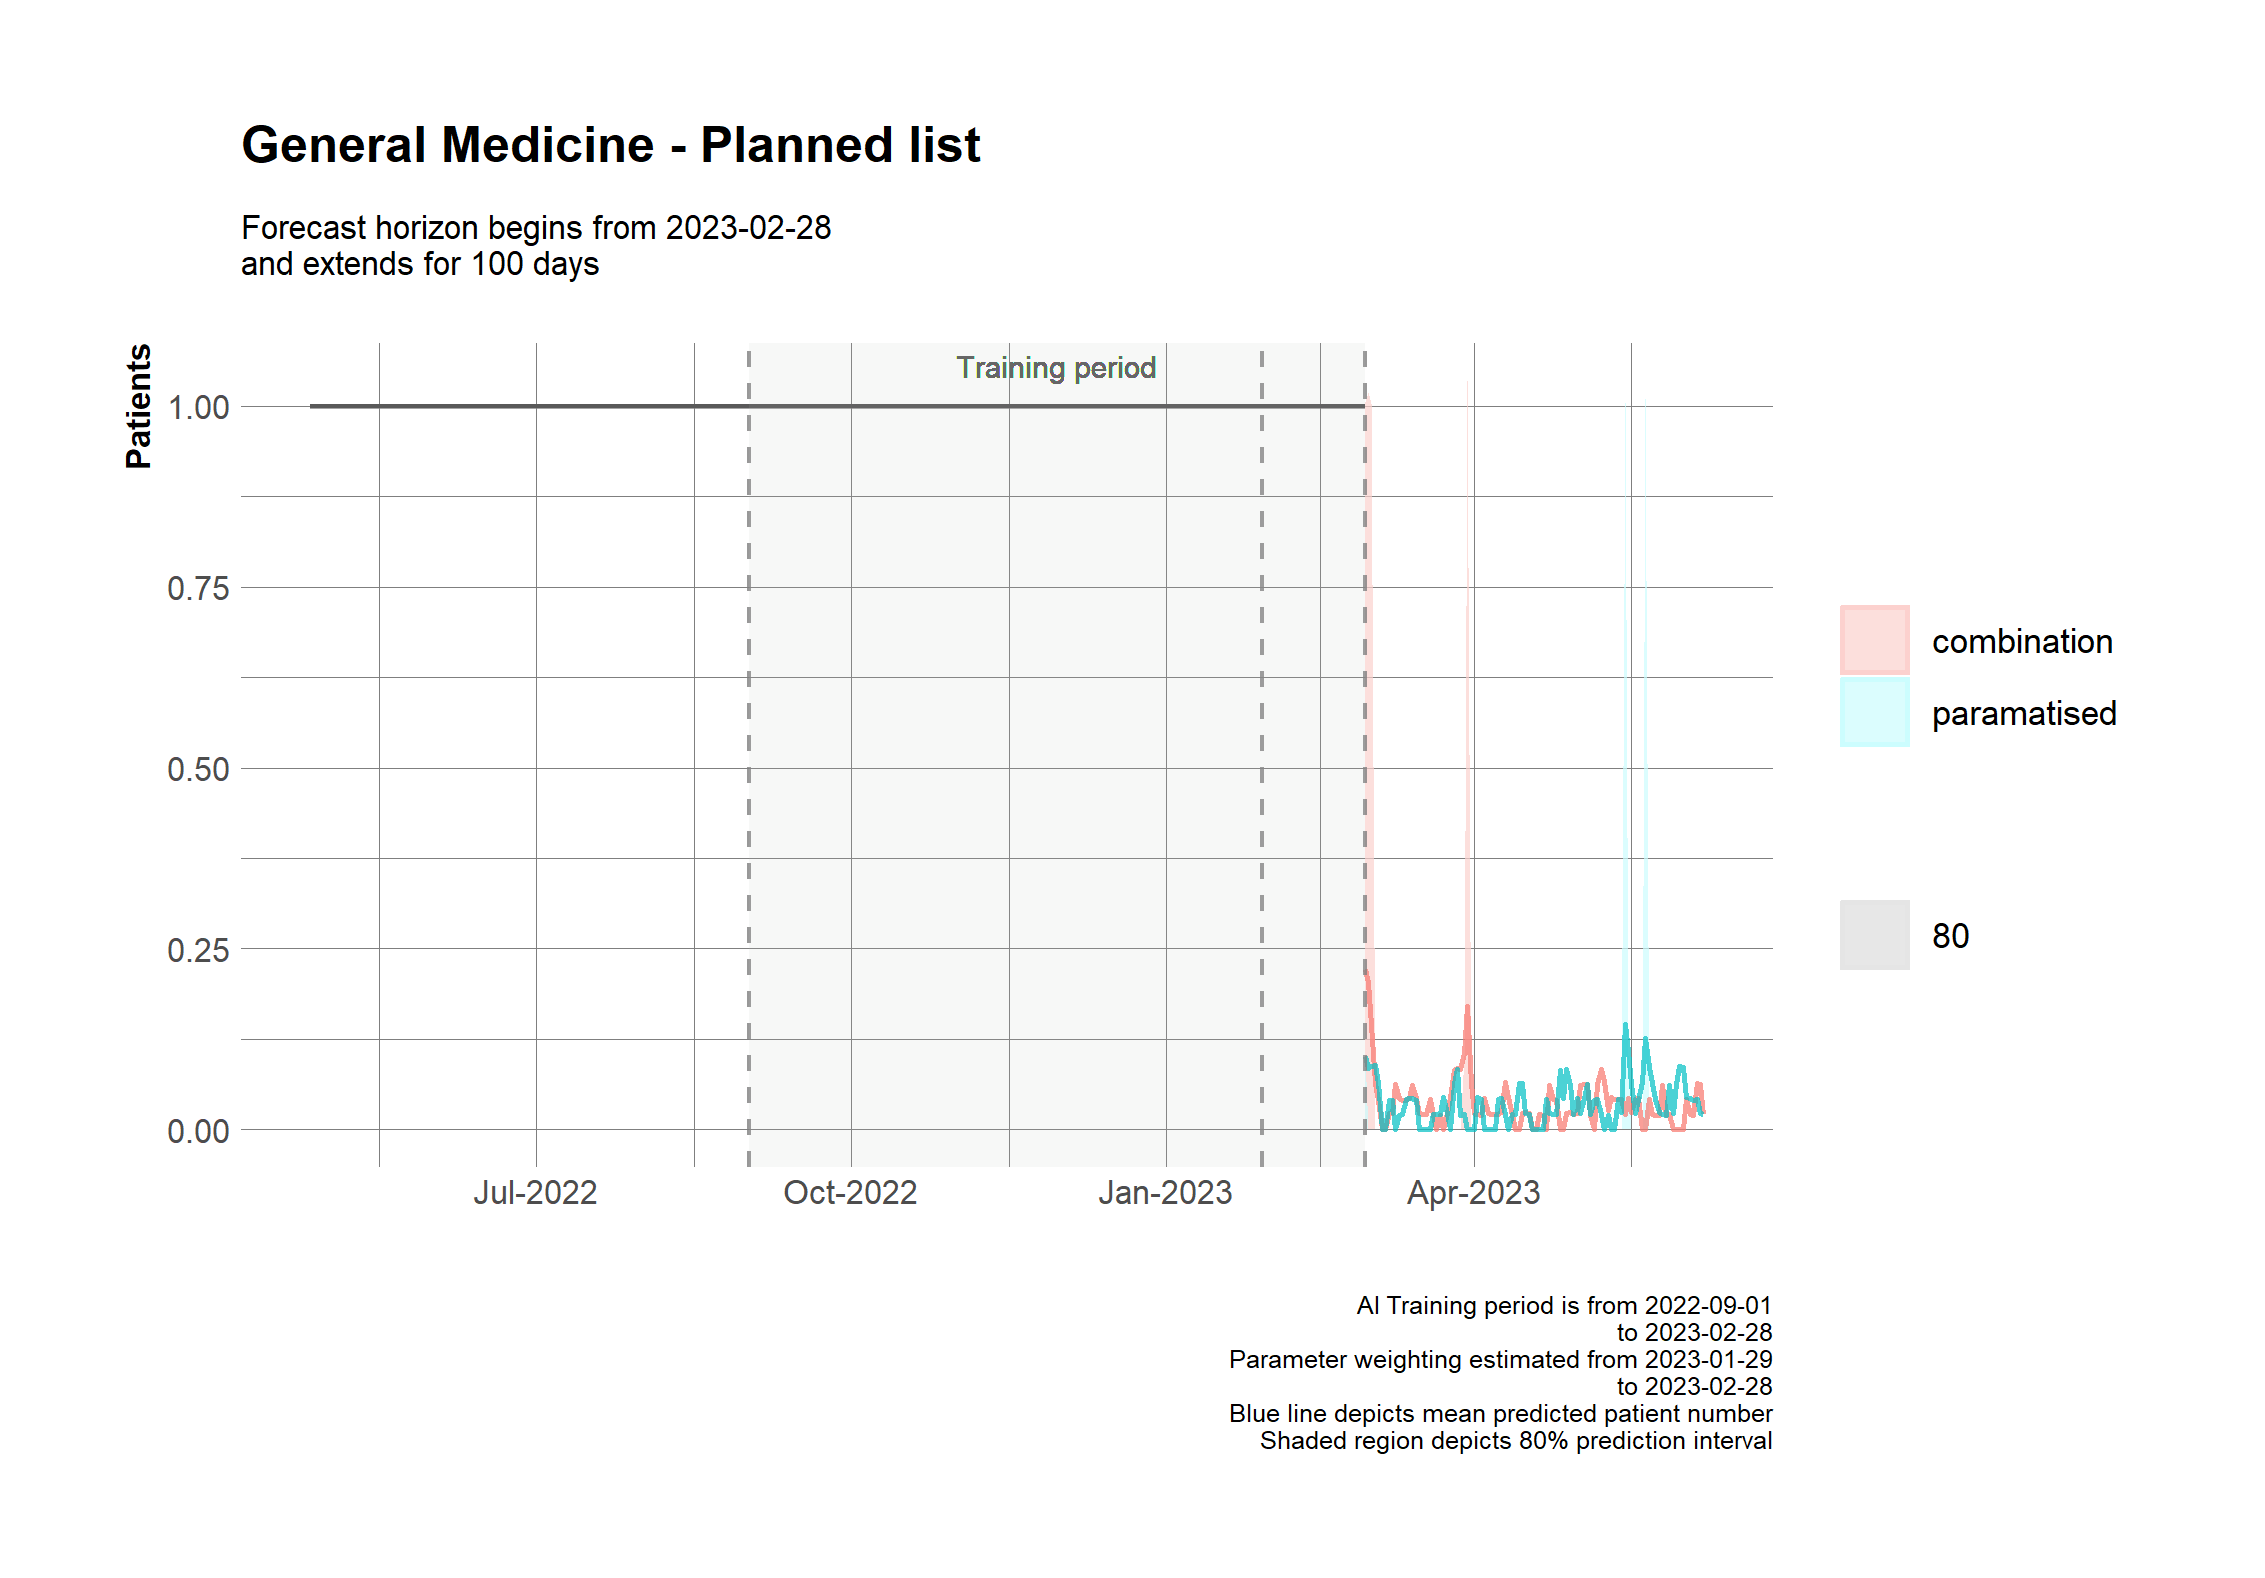 General Medicine - Planned list
Forecast horizon begins from 2023-02-28
and extends for 100 days
Patients
Training period
1.00
0.75
0.50
0.25
0.00
Jul-2022
Oct-2022
Jan-2023
Apr-2023
combination
paramatised
80
AI Training period is from 2022-09-01
to 2023-02-28
Parameter weighting estimated from 2023-01-29
to 2023-02-28
Blue line depicts mean predicted patient number
Shaded region depicts 80% prediction interval